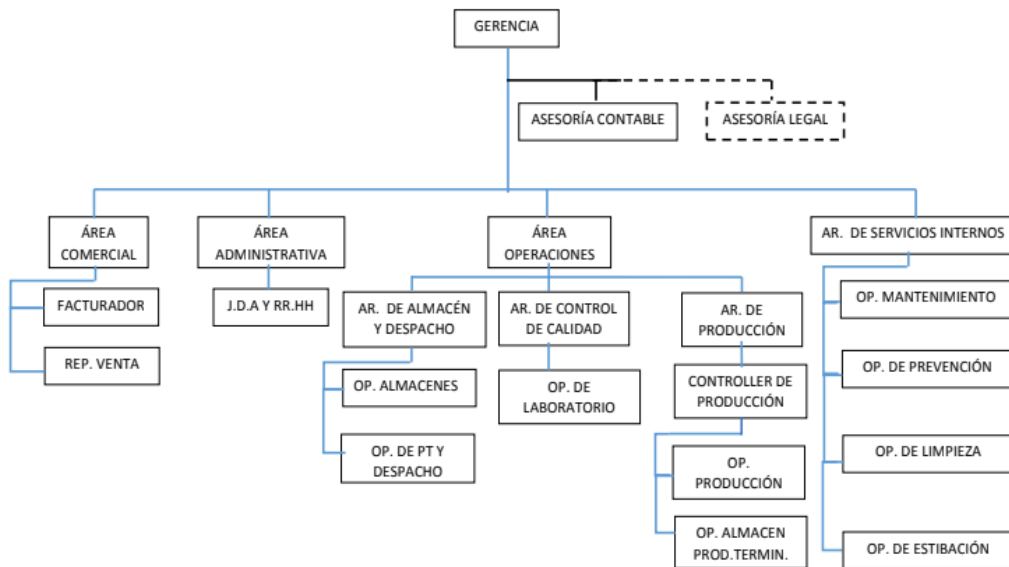 GERENCIA
ASESORÍA CONTABLE
ASESORÍA LEGAL
ÁREA
COMERCIAL
ÁREA
ADMINISTRATIVA
ÁREA
OPERACIONES
AR. DE SERVICIOS INTERNOS
FACTURADOR
REP. VENTA
J.D.A Y RR.HH
AR. DE ALMACÉN
Y DESPACHO
OP. ALMACENES
OP. DE PT Y
DESPACHO
AR. DE CONTROL
DE CALIDAD
OP. DE
LABORATORIO
AR. DE
PRODUCCIÓN
CONTROLLER DE
PRODUCCIÓN
OP.
PRODUCCIÓN
OP. ALMACEN
PROD.TERMIN.
OP. MANTENIMIENTO
OP. DE PREVENCIÓN
OP. DE LIMPIEZA
OP. DE ESTIBACIÓN